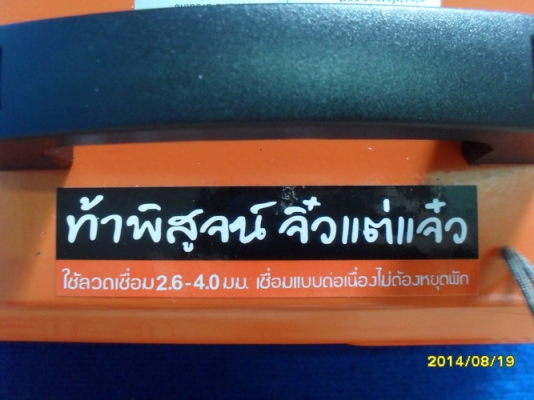 ท้าพิสูจน์ จิ๋วแต่แจ๋ว
ใช้ลวดเชื่อม 2.6-4.0 มม. เชื่อมแบบต่อเนื่องไม่ต้องหยุดพัก
2014/08/19